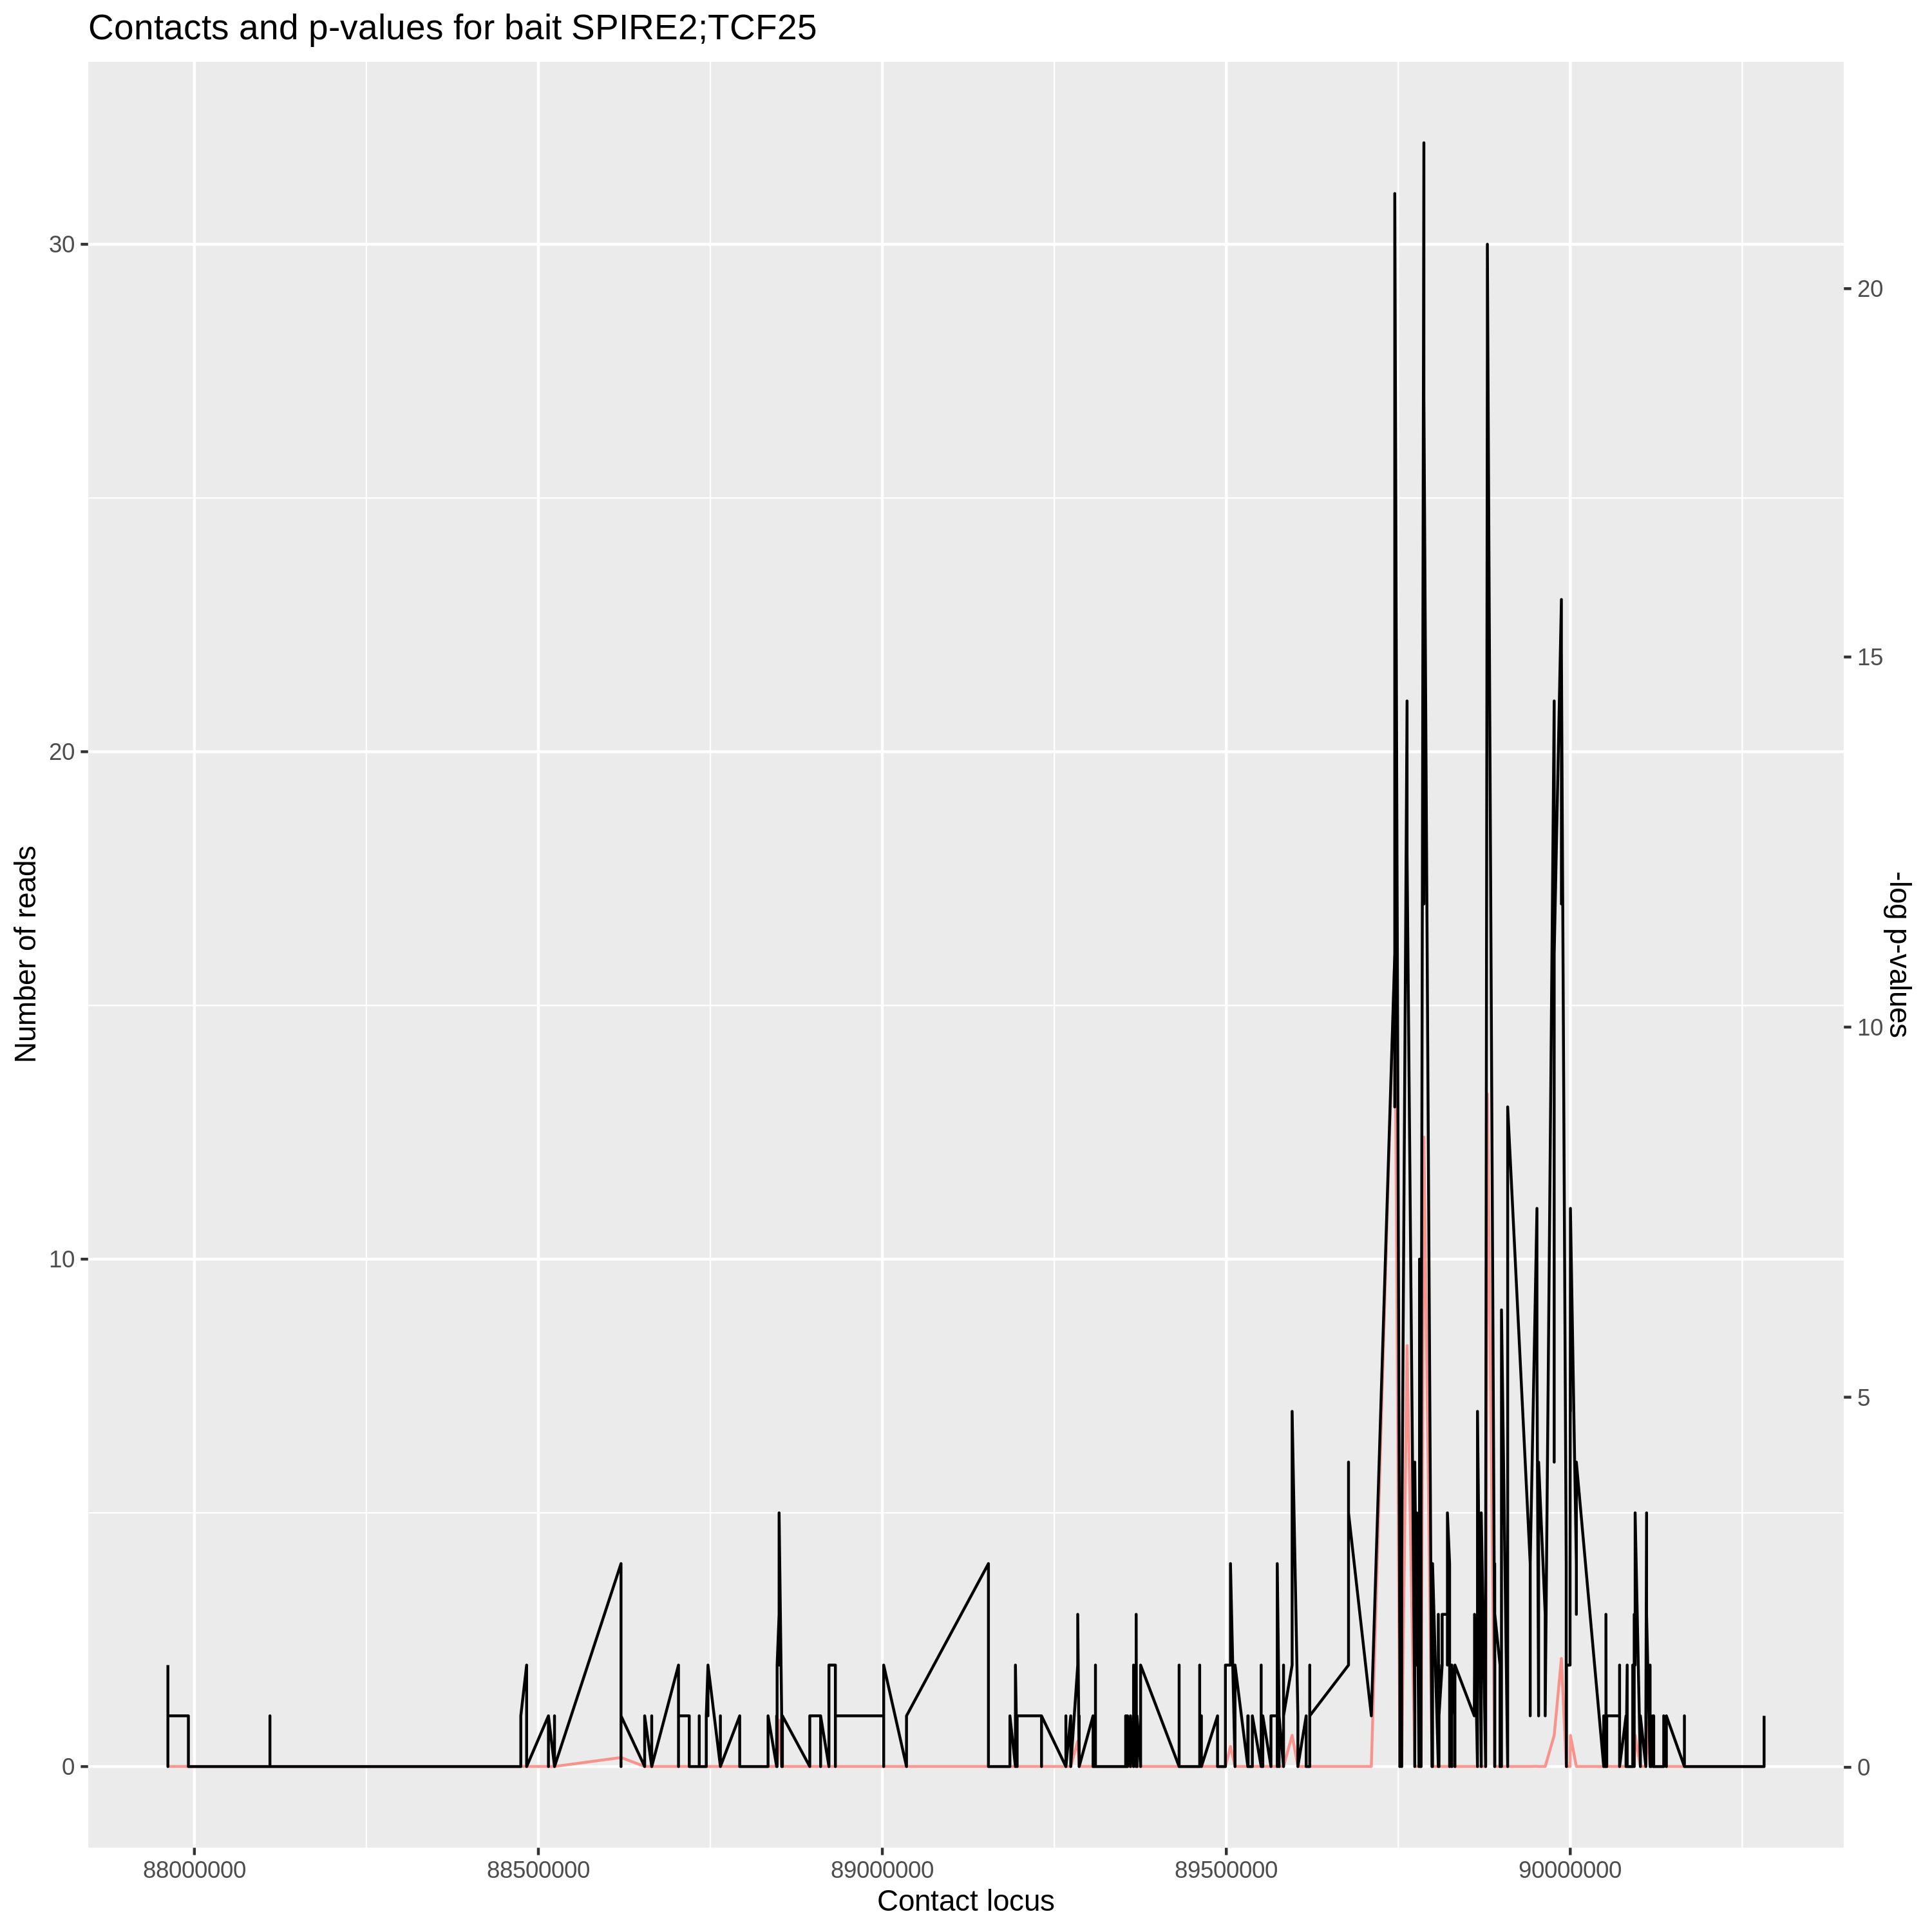 Contacts and p-values for bait SPIRE2;TCF25
30
20
10
0
Number of reads
20
15
10
5
0
-log p-values
88000000 88500000 89000000 89500000 90000000
Contact locus